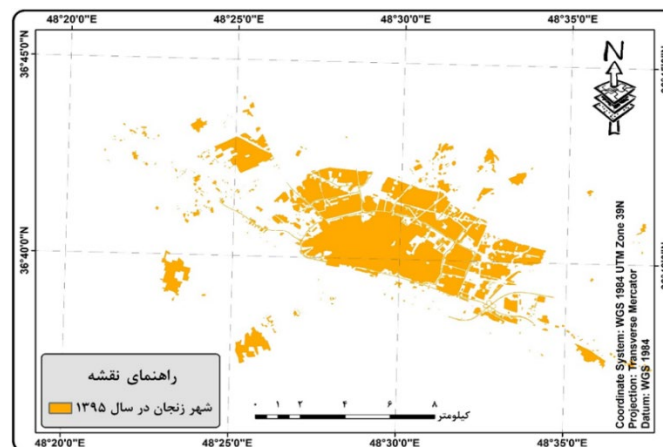 48°20'0"E 48°25'0"E 48°30'0"E 48°35'0"E
36°45'0"N
36°40'0"N
N
راهنمای نقشه
شهر زنجان در سال ۱۳۹۵
۰ ۱ ۲ ۴ ۶ ۸
کیلومتر
Coordinate System: WGS 1984 UTM Zone 39N
Projection: Transverse Mercator
Datum: WGS 1984
48°20'0"E 48°25'0"E 48°30'0"E 48°35'0"E